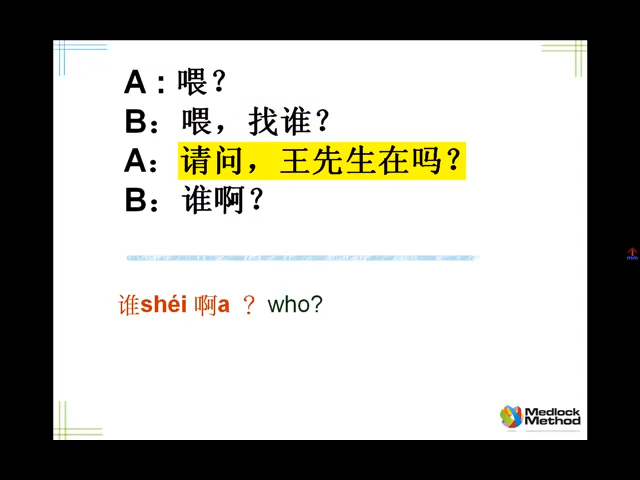 A：喂？
B：喂，找谁？
A：请问，王先生在吗？
B：谁啊？
谁shéi 啊a ？ who?
Medlock
Method